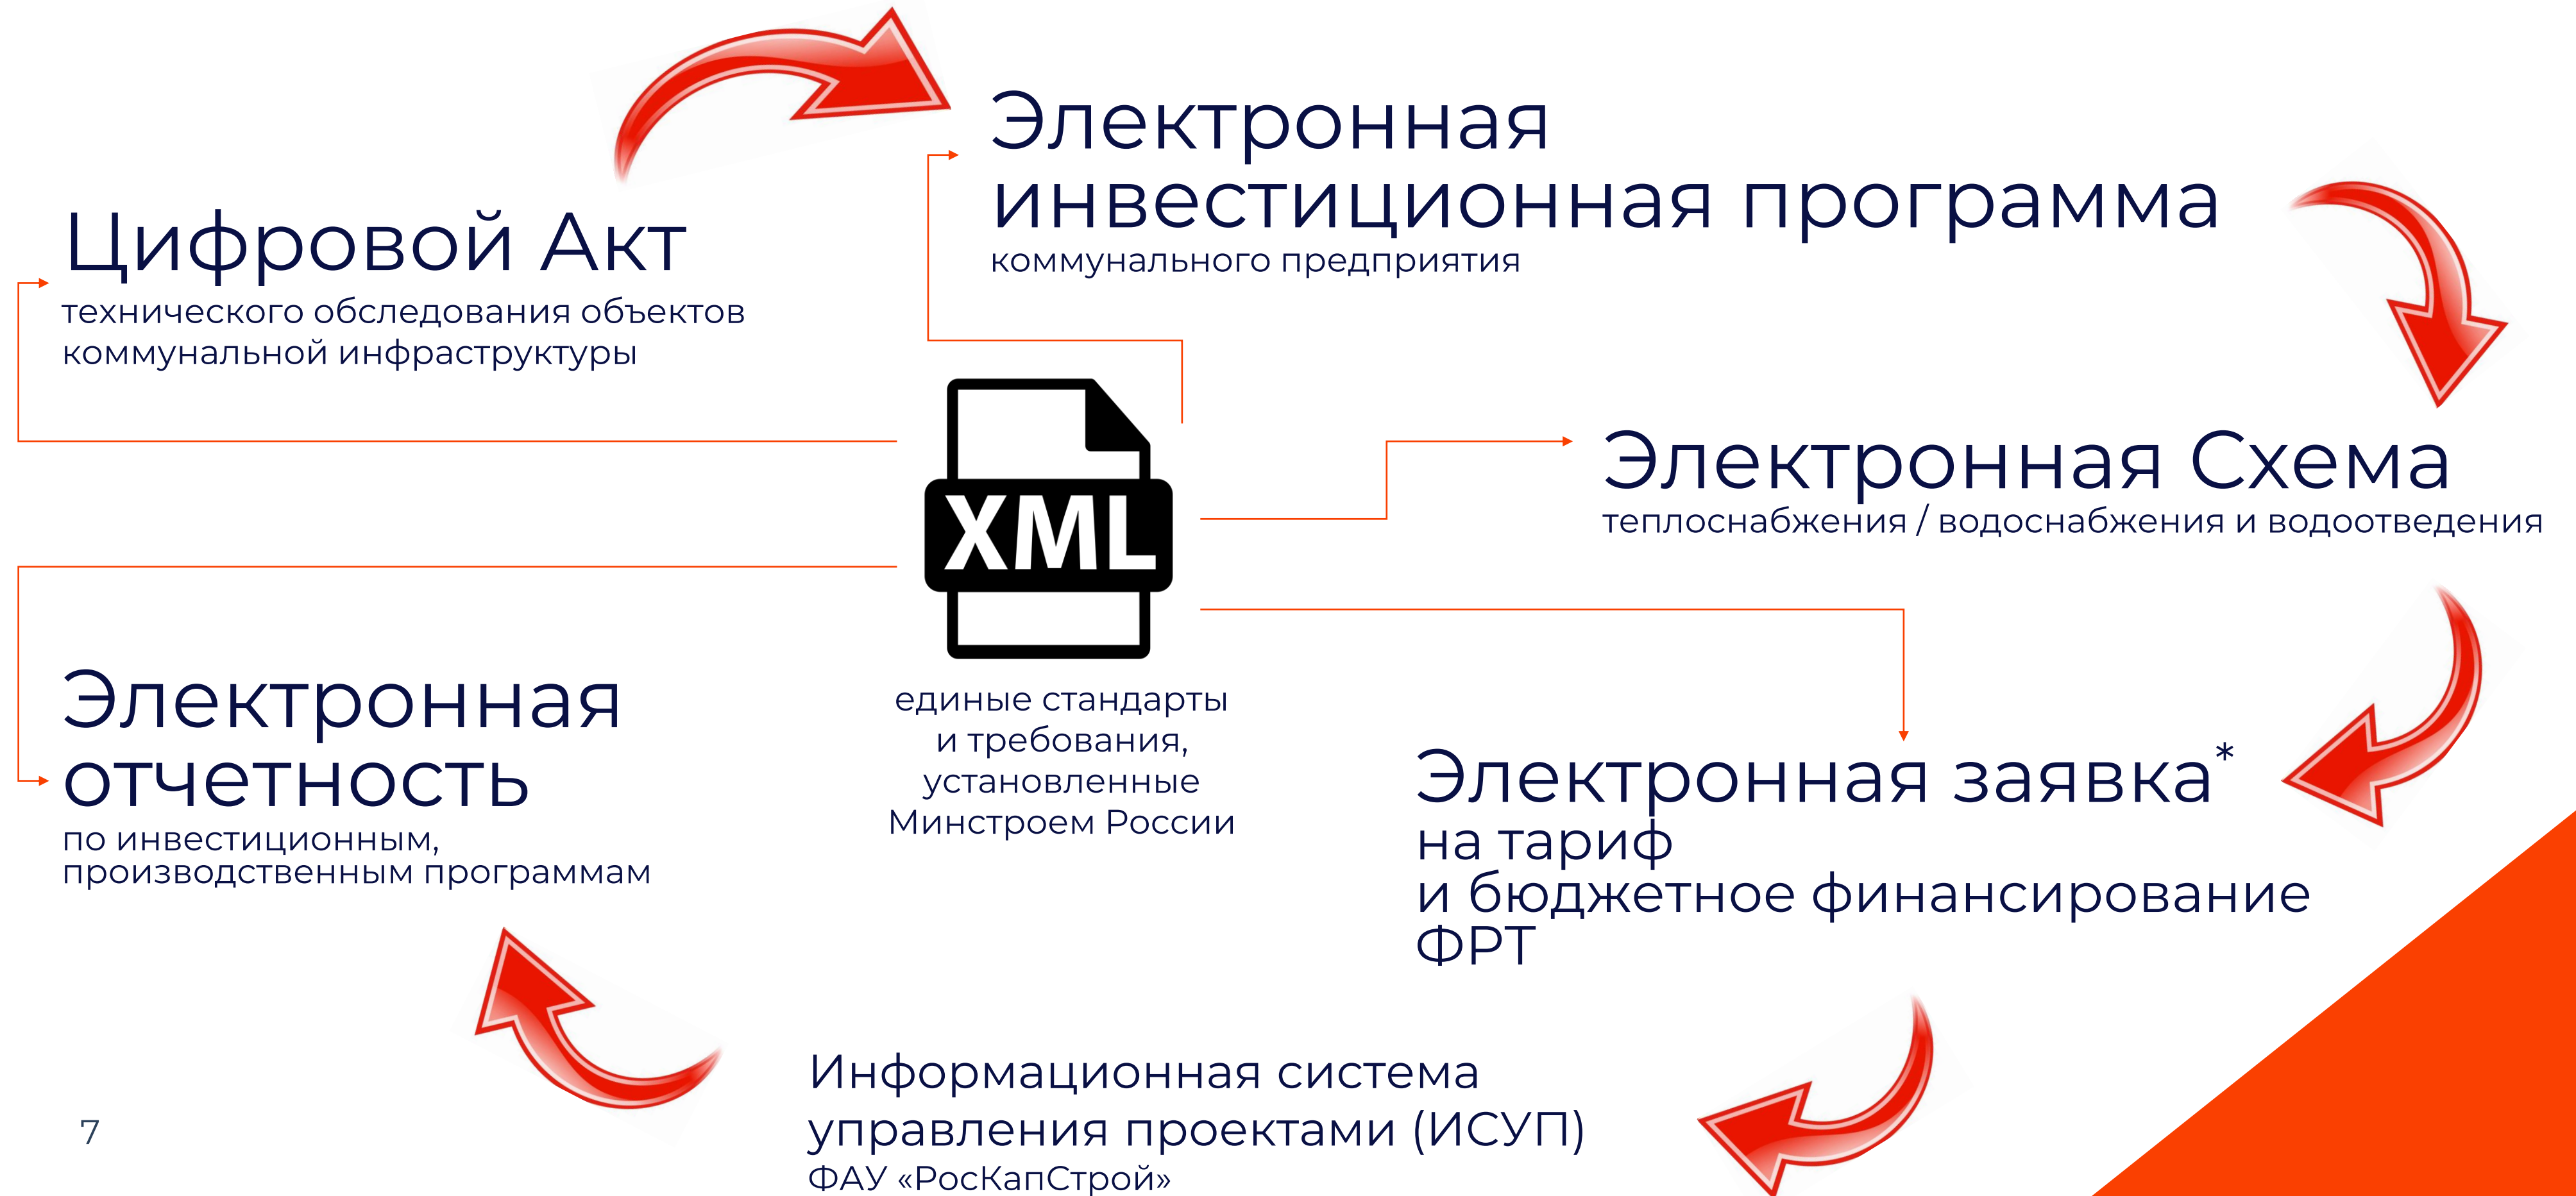 Электронная
инвестиционная программа
коммунального предприятия
Цифровой Акт
технического обследования объектов
коммунальной инфраструктуры
Электронная Схема
теплоснабжения / водоснабжения и водоотведения
XML
единые стандарты
и требования,
установленные
Минстроем России
Электронная
отчетность
по инвестиционным,
производственным программам
Электронная заявка*
на тариф
и бюджетное финансирование
ФРТ
Информационная система
управления проектами (ИСУП)
ФАУ «РосКапСтрой»
7